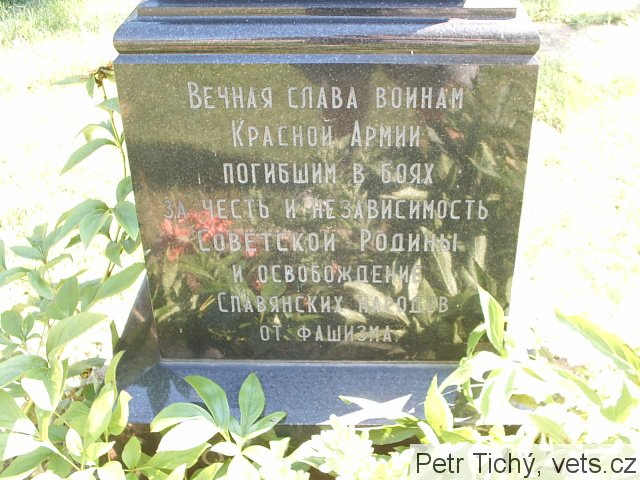 Вечная слава воинам
Красной Армии
погибшим в боях
за честь и независимость
Советской Родины
и освобождение
Славянских народов
от фашизма.
Petr Tichý, vets.cz